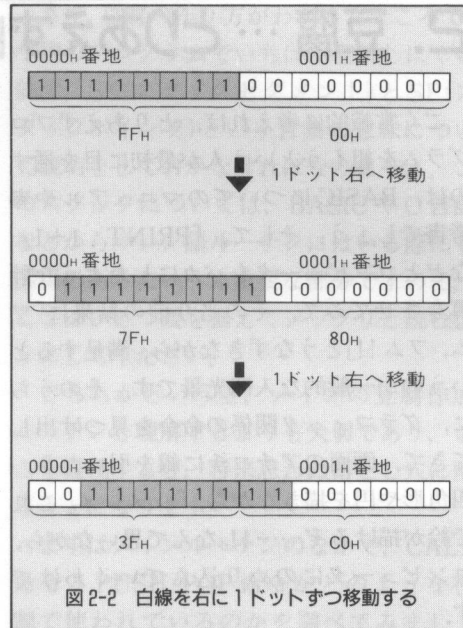 0000H番地 0001H番地
1 1 1 1 1 1 1 1 0 0 0 0 0 0 0 0
FFH 00H
1ドット右へ移動
0000H番地 0001H番地
0 1 1 1 1 1 1 1 1 0 0 0 0 0 0 0
7FH 80H
1ドット右へ移動
0000H番地 0001H番地
0 0 1 1 1 1 1 1 1 1 0 0 0 0 0 0
3FH C0H
図2-2 白線を右に1ドットずつ移動する